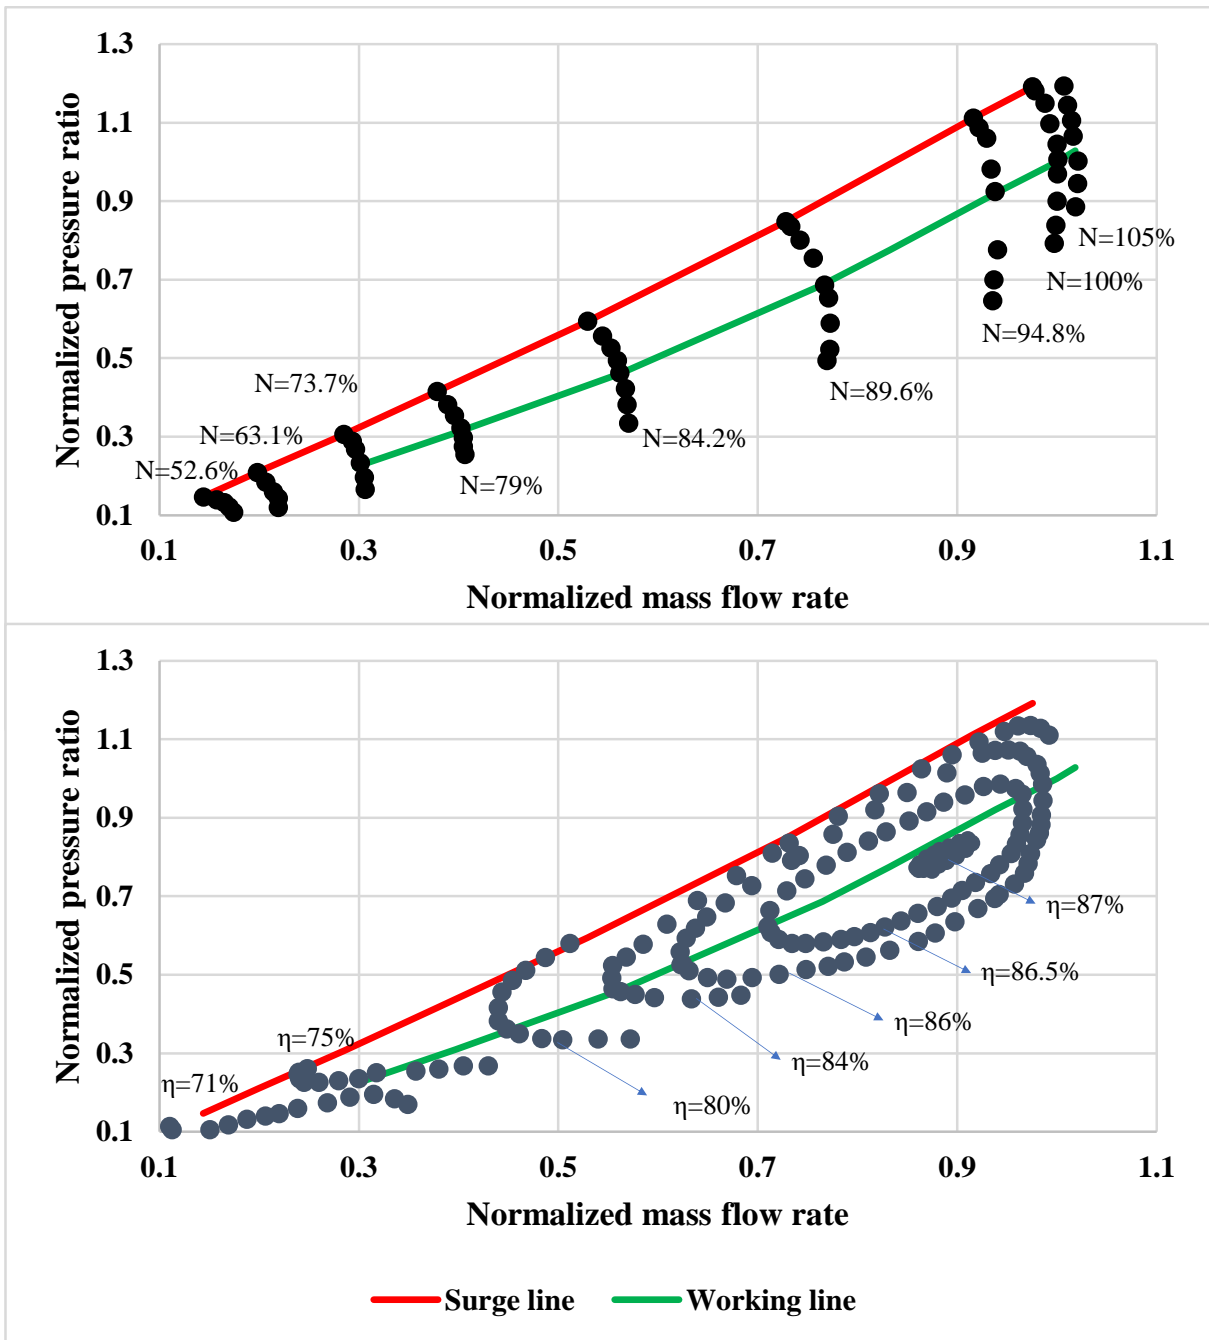 1.3
1.1
0.9
0.7
0.5
0.3
0.1
Normalized pressure ratio
N=105%
N=100%
N=94.8%
N=89.6%
N=73.7%
N=63.1%
N=84.2%
N=52.6%
N=79%
0.1 0.3 0.5 0.7 0.9 1.1
Normalized mass flow rate
1.3
1.1
0.9
0.7
0.5
0.3
0.1
Normalized pressure ratio
η=87%
η=86.5%
η=86%
η=75%
η=84%
η=71%
η=80%
0.1 0.3 0.5 0.7 0.9 1.1
Normalized mass flow rate
Surge line Working line